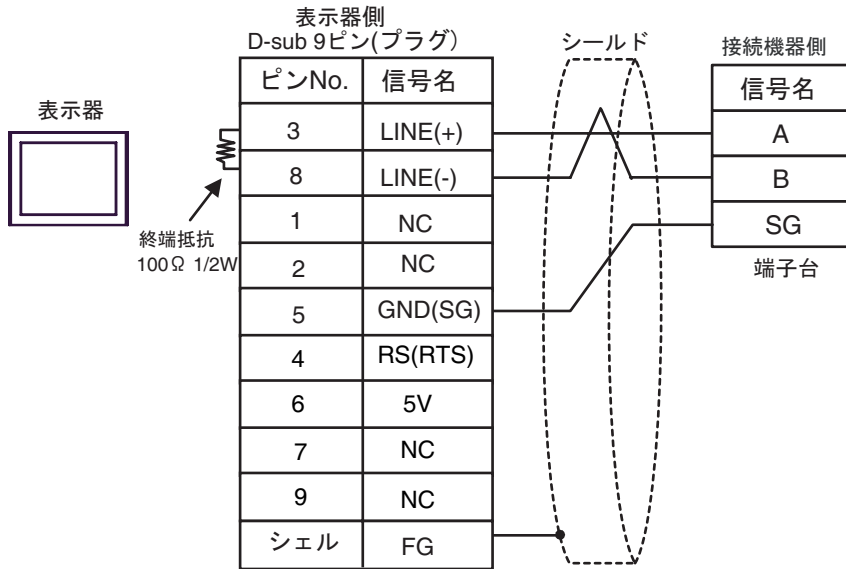 表示器側
D-sub 9ピン(プラグ)
シールド
接続機器側
ピンNo. 信号名
信号名
表示器
3 LINE(+)
A
8 LINE(-)
B
1 NC
SG
終端抵抗
100Ω 1/2W
2 NC
端子台
5 GND(SG)
4 RS(RTS)
6 5V
7 NC
9 NC
シェル FG